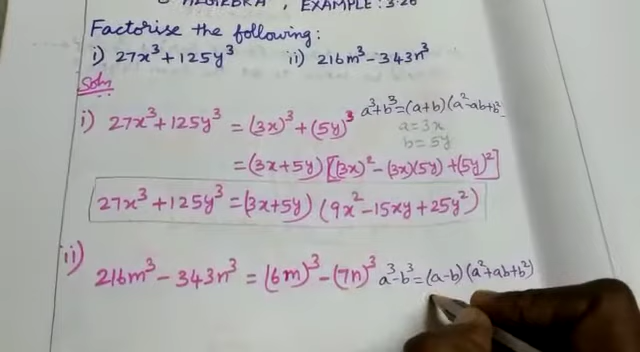 ALGEBRA, EXAMPLE: 3.26
Factorise the following:
i) 27x³ + 125y³ ii) 216m³ - 343n³
Soln
i) 27x³ + 125y³ = (3x)³ + (5y)³ a³+b³ = (a+b)(a²-ab+b²
a = 3x
b = 5y
= (3x+5y) [(3x)² - (3x)(5y) + (5y)²]
27x³ + 125y³ = (3x+5y) (9x² - 15xy + 25y²)
ii) 216m³ - 343n³ = (6m)³ - (7n)³ a³-b³ = (a-b) (a²+ab+b²)